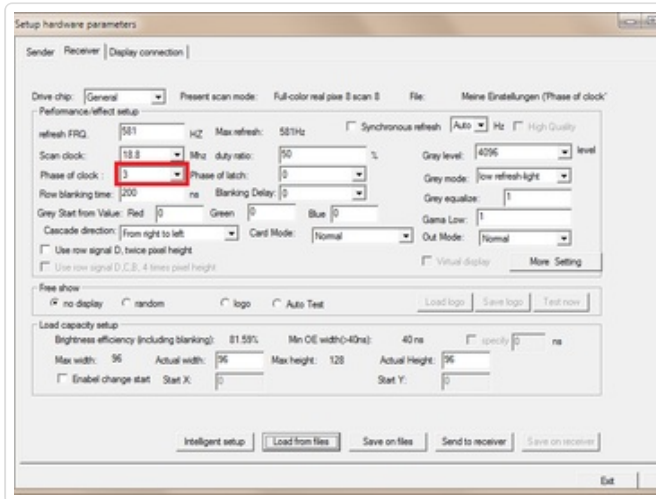 Setup hardware parameters
Sender Receiver Display connection
Drive chip: General Present scan mode: Full-color real pixe 8 scan 8 File: Meine Einstellungen ("Phase of clock"
Performance/effect setup
refresh FRQ. 581 HZ Max refresh: 581Hz Synchronous refresh Auto Hz High Quality
Scan clock: 18.8 Mhz duty ratio: 50 % Gray level: 4096 level
Phase of clock : 3 Phase of latch: 0 Grey mode: low refresh-light
Row blanking time: 200 ns Blanking Delay: 0 Grey equalize: 1
Grey Start from Value: Red 0 Green 0 Blue 0 Gama Low: 1
Cascade direction: From right to left Card Mode: Normal Out Mode: Normal
Use row signal D, twice pixel height
Use row signal D,C,B, 4 times pixel height Virtual display More Setting
Free show
no display random logo Auto Test Load logo Save logo Test now
Load capacity setup
Brightness efficiency (including blanking): 81.59% Min OE width(>40ns): 40 ns specify 0 ns
Max width: 96 Actual width: 96 Max height: 128 Actual Height: 96
Enabel change start Start X: 0 Start Y: 0
Intelligent setup Load from files Save on files Send to receiver Save on receiver
Exit